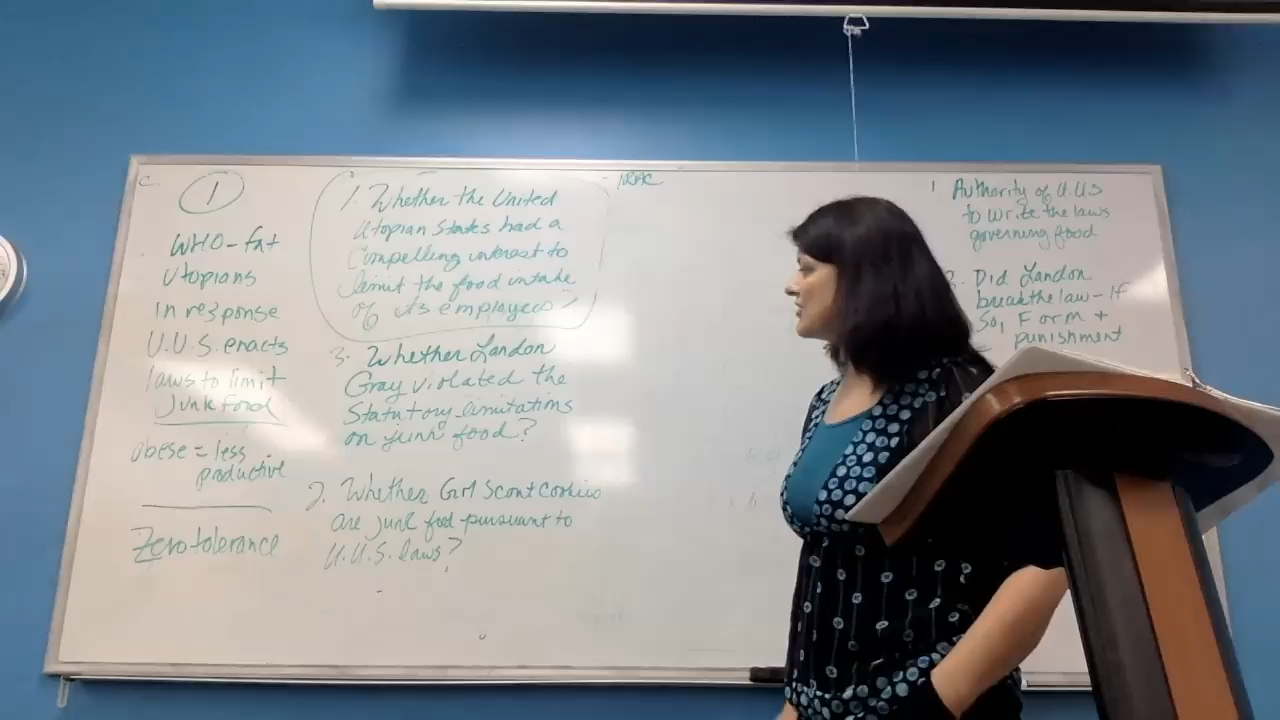 1
WHO - fat
Utopians
in response
U.U.S. enacts
laws to limit
Junk food
obese = less
productive
Zero tolerance
1. Whether the United
Utopian States had a
Compelling interest to
limit the food intake
of its employees?
3. Whether Landon
Gray violated the
Statutory limitations
on junk food?
2. Whether Girl Scout Cookies
are junk food pursuant to
U.U.S. laws?
IRAC
1 Authority of U.U.S
to write the laws
governing food
2. Did Landon
break the law - If
So, Form +
punishment